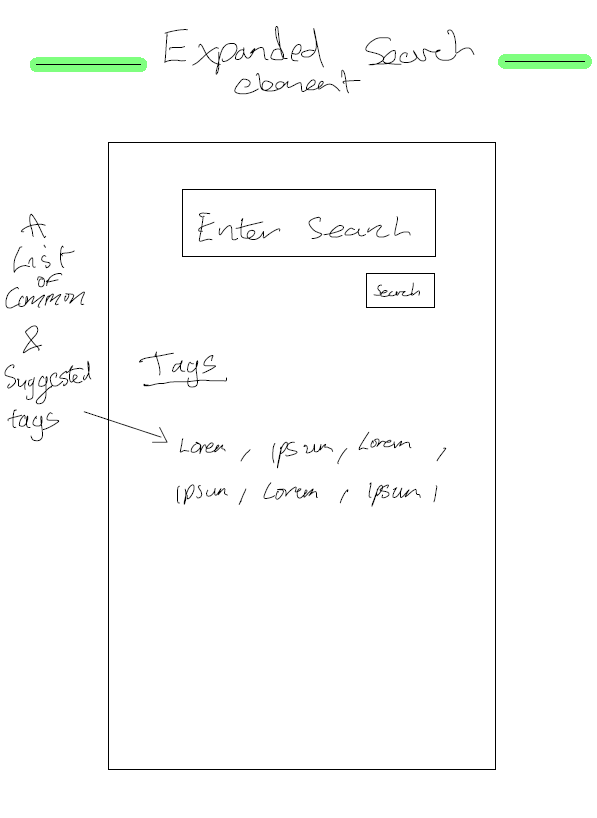 Expanded Search
element
Enter Search
Search
A
List
OF
Common
&
Suggested
tags
Tags
Lorem, Ipsum, Lorem,
Ipsum, Lorem, Ipsum,